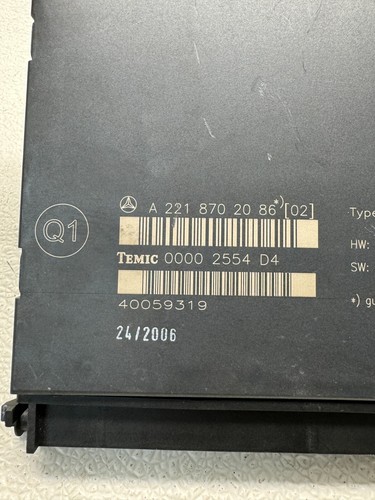 Q1
A 221 870 20 86 *) [02]
Type
TEMIC 0000 2554 D4
HW:
SW:
40059319
*) gu
24/2006